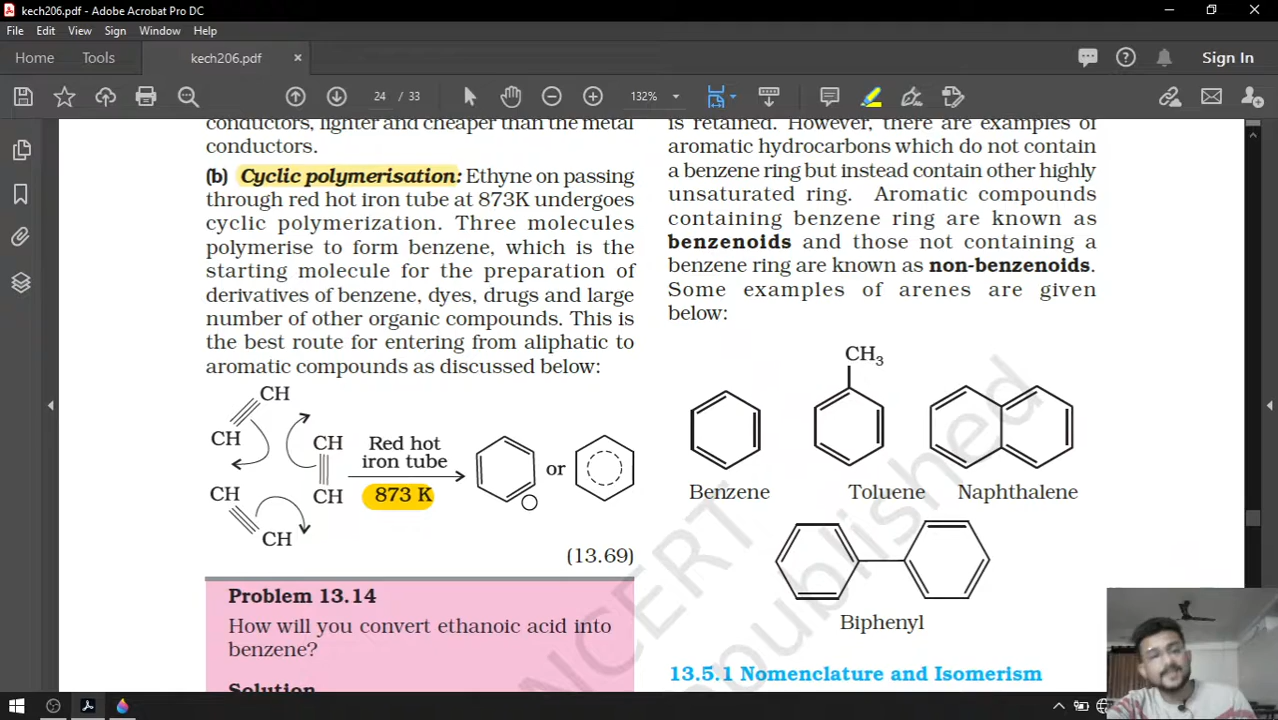 kech206.pdf - Adobe Acrobat Pro DC
File Edit View Sign Window Help
Home Tools kech206.pdf × Sign In
24 / 33 132%
conductors, lighter and cheaper than the metal
conductors.
(b) Cyclic polymerisation: Ethyne on passing
through red hot iron tube at 873K undergoes
cyclic polymerization. Three molecules
polymerise to form benzene, which is the
starting molecule for the preparation of
derivatives of benzene, dyes, drugs and large
number of other organic compounds. This is
the best route for entering from aliphatic to
aromatic compounds as discussed below:
CH
CH
CH
CH
CH
CH
Red hot
iron tube
873 K
or
(13.69)
Problem 13.14
How will you convert ethanoic acid into
benzene?
Solution
is retained. However, there are examples of
aromatic hydrocarbons which do not contain
a benzene ring but instead contain other highly
unsaturated ring. Aromatic compounds
containing benzene ring are known as
benzenoids and those not containing a
benzene ring are known as non-benzenoids.
Some examples of arenes are given
below:
CH3
Benzene Toluene Naphthalene
Biphenyl
13.5.1 Nomenclature and Isomerism
NCERT
published